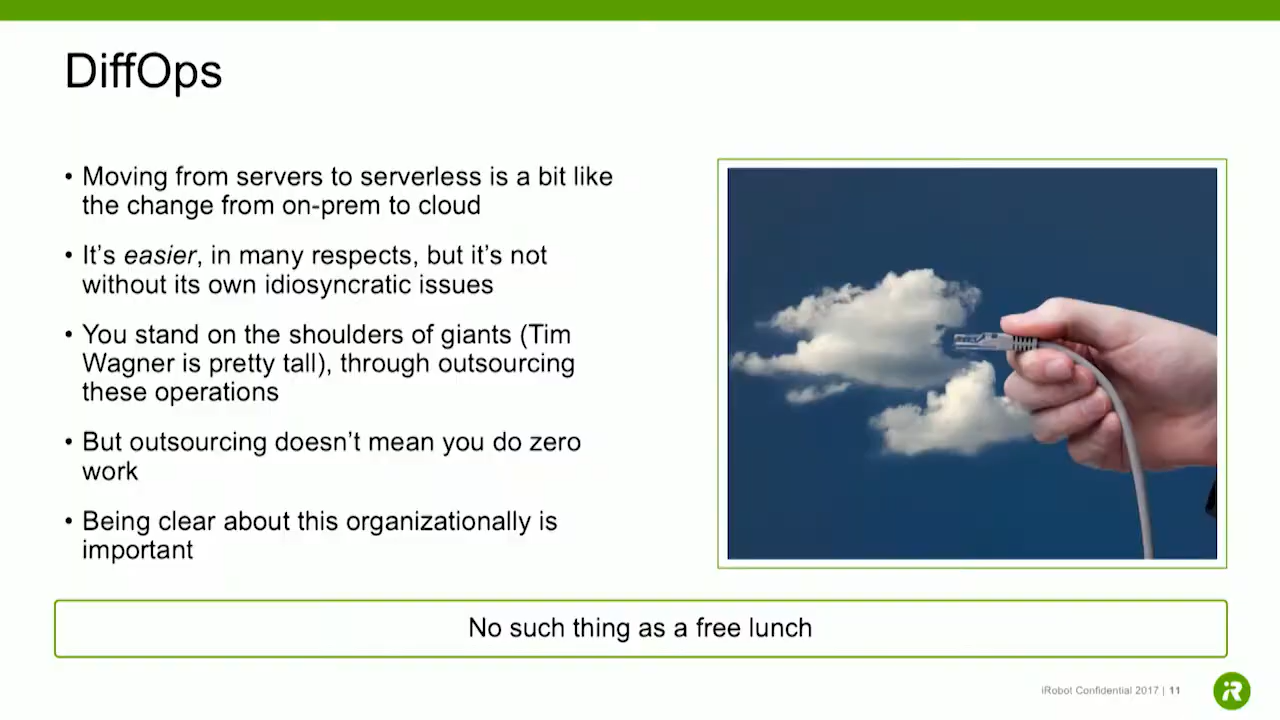 DiffOps
• Moving from servers to serverless is a bit like
the change from on-prem to cloud
• It's easier, in many respects, but it's not
without its own idiosyncratic issues
• You stand on the shoulders of giants (Tim
Wagner is pretty tall), through outsourcing
these operations
• But outsourcing doesn't mean you do zero
work
• Being clear about this organizationally is
important
No such thing as a free lunch
iRobot Confidential 2017 | 11
iR